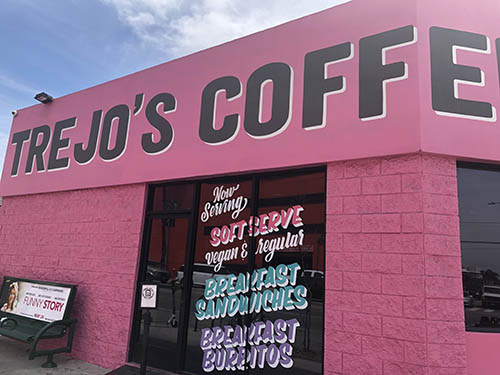 TREJO'S COFFE
Now
Serving
SOFT SERVE
Vegan & Regular
BREAKFAST
SANDWICHES
BREAKFAST
BURRITOS
FUNNY STORY